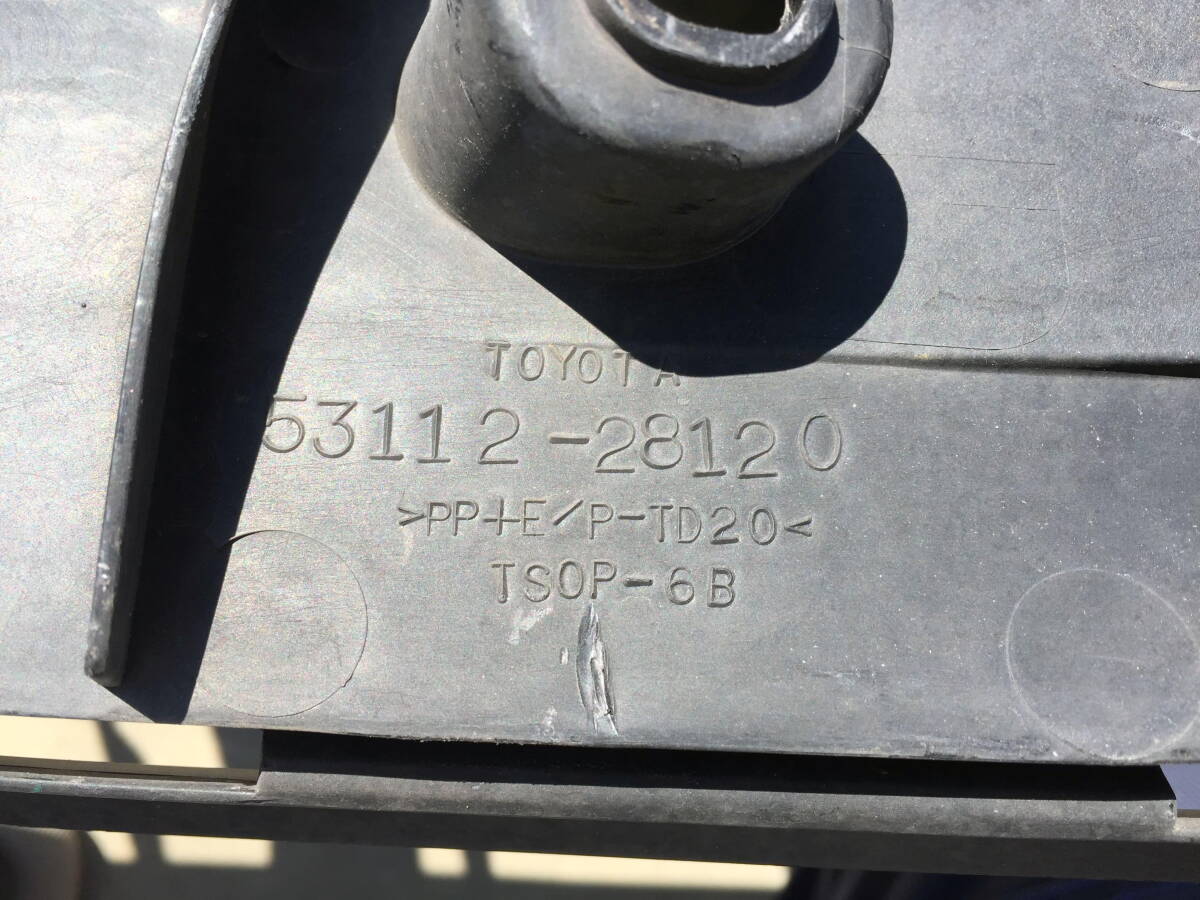 TOYOTA
53112-28120
>PP+E/P-TD20<
TSOP-6B